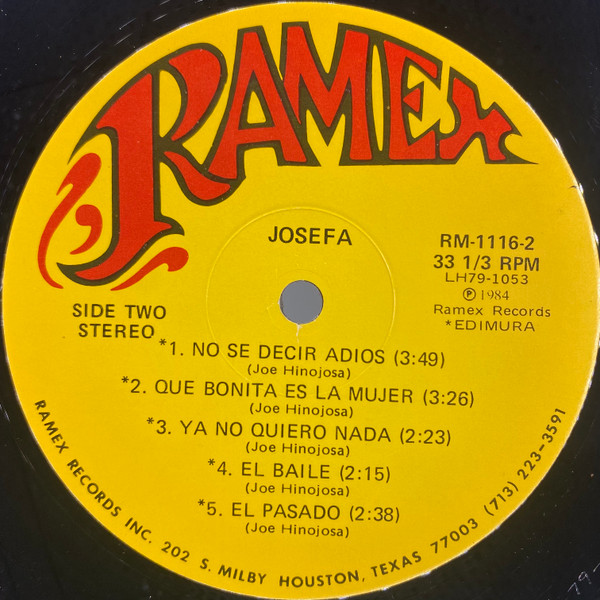 RAMEX
JOSEFA
RM-1116-2
33 1/3 RPM
LH79-1053
℗ 1984
Ramex Records
*EDIMURA
SIDE TWO
STEREO
*1. NO SE DECIR ADIOS (3:49)
(Joe Hinojosa)
*2. QUE BONITA ES LA MUJER (3:26)
(Joe Hinojosa)
*3. YA NO QUIERO NADA (2:23)
(Joe Hinojosa)
*4. EL BAILE (2:15)
(Joe Hinojosa)
*5. EL PASADO (2:38)
(Joe Hinojosa)
RAMEX RECORDS INC. 202 S. MILBY HOUSTON, TEXAS 77003 (713) 223-3591
79-